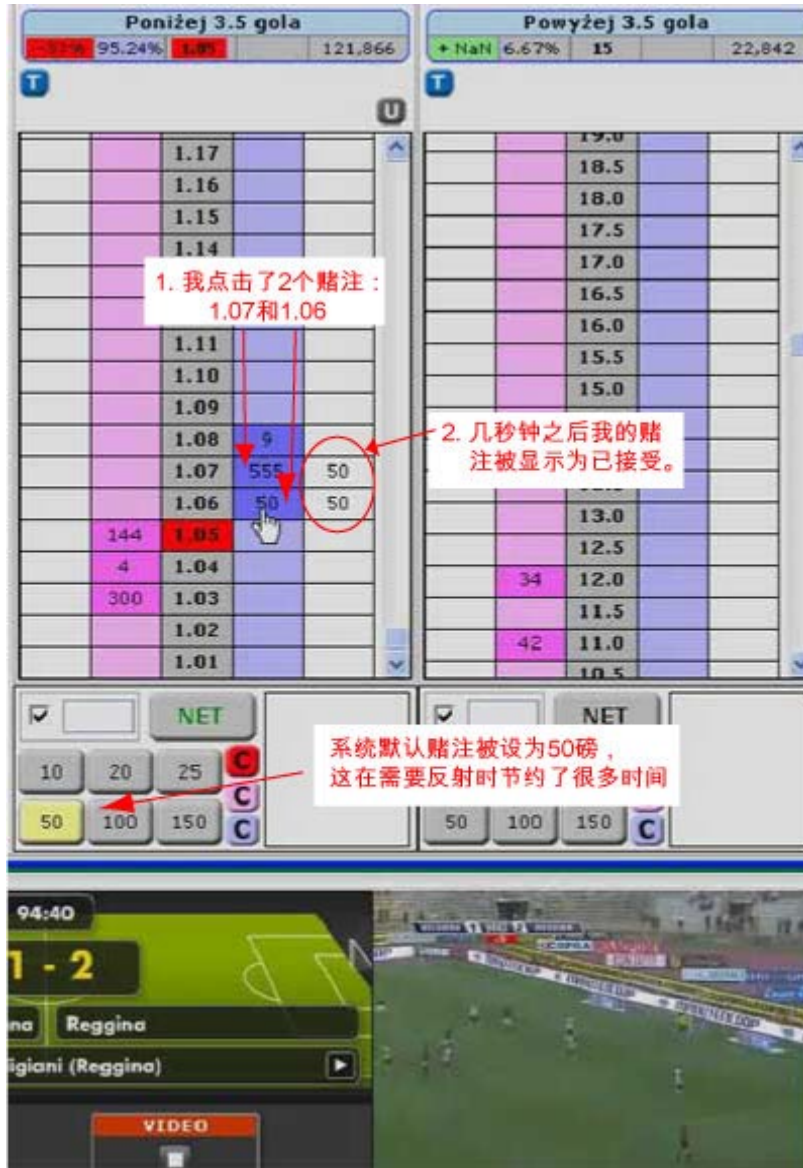 Poniżej 3.5 gola
95.24% 1.05 121,866
T
U
1.17
1.16
1.15
1.14
1. 我点击了2个赌注：
1.07和1.06
1.11
1.10
1.09
1.08 9
1.07 555 50
1.06 50 50
144 1.05
4 1.04
300 1.03
1.02
1.01
NET
10 20 25 C
C
50 100 150 C
Powyżej 3.5 gola
+ NaN 6.67% 15 22,842
T
19.0
18.5
18.0
17.5
17.0
16.5
16.0
15.5
15.0
2. 几秒钟之后我的赌
注被显示为已接受。
13.0
12.5
34 12.0
11.5
42 11.0
10.5
NET
系统默认赌注被设为50磅，
这在需要反射时节约了很多时间
50 100 150 C
94:40
1 - 2
na Reggina
igiani (Reggina)
VIDEO